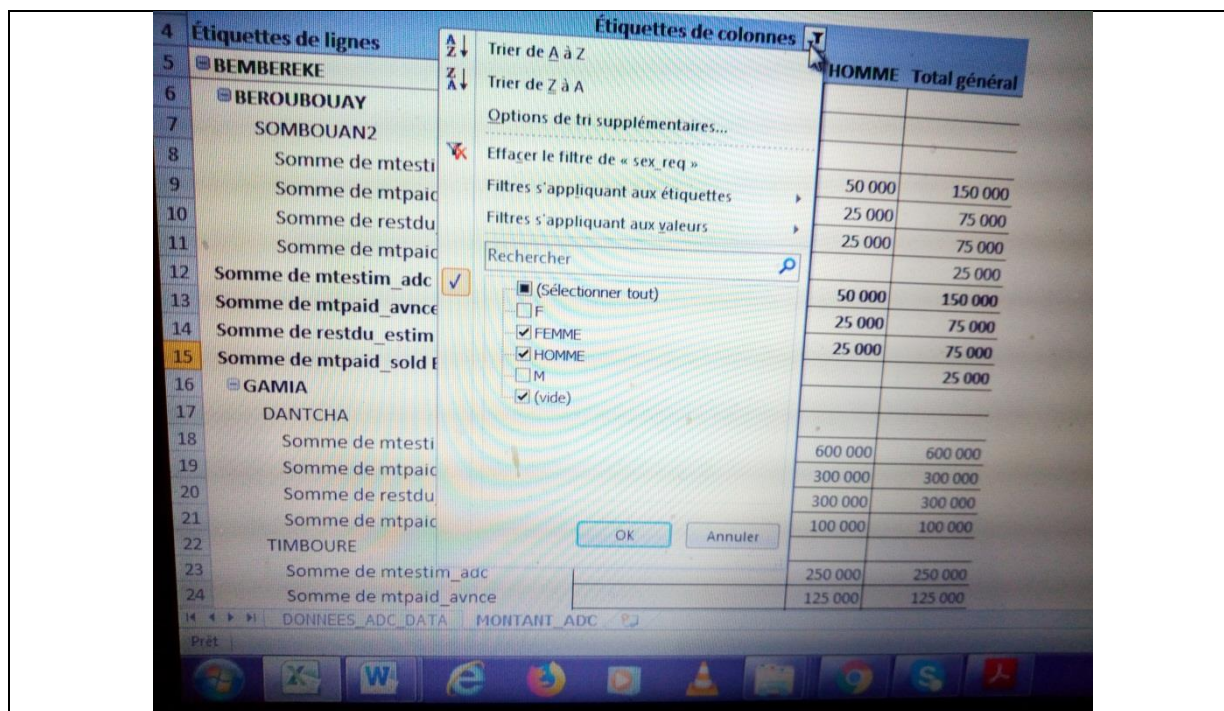 4 Étiquettes de lignes Étiquettes de colonnes
5 BEMBEREKE HOMME Total général
6 BEROUBOUAY
7 SOMBOUAN2
8 Somme de mtesti 50 000 150 000
9 Somme de mtpaid 25 000 75 000
10 Somme de restdu 25 000 75 000
11 Somme de mtpaid 25 000
12 Somme de mtestim_adc 50 000 150 000
13 Somme de mtpaid_avnce 25 000 75 000
14 Somme de restdu_estim 25 000 75 000
15 Somme de mtpaid_sold 25 000
16 GAMIA
17 DANTCHA
18 Somme de mtesti 600 000 600 000
19 Somme de mtpaid 300 000 300 000
20 Somme de restdu 300 000 300 000
21 Somme de mtpaid 100 000 100 000
22 TIMBOURE
23 Somme de mtestim_adc 250 000 250 000
24 Somme de mtpaid_avnce 125 000 125 000
Trier de A à Z
Trier de Z à A
Options de tri supplémentaires...
Effacer le filtre de « sex_req »
Filtres s'appliquant aux étiquettes
Filtres s'appliquant aux valeurs
Rechercher
(Sélectionner tout)
F
FEMME
HOMME
M
(vide)
OK Annuler
DONNEES_ADC_DATA MONTANT_ADC
Prêt